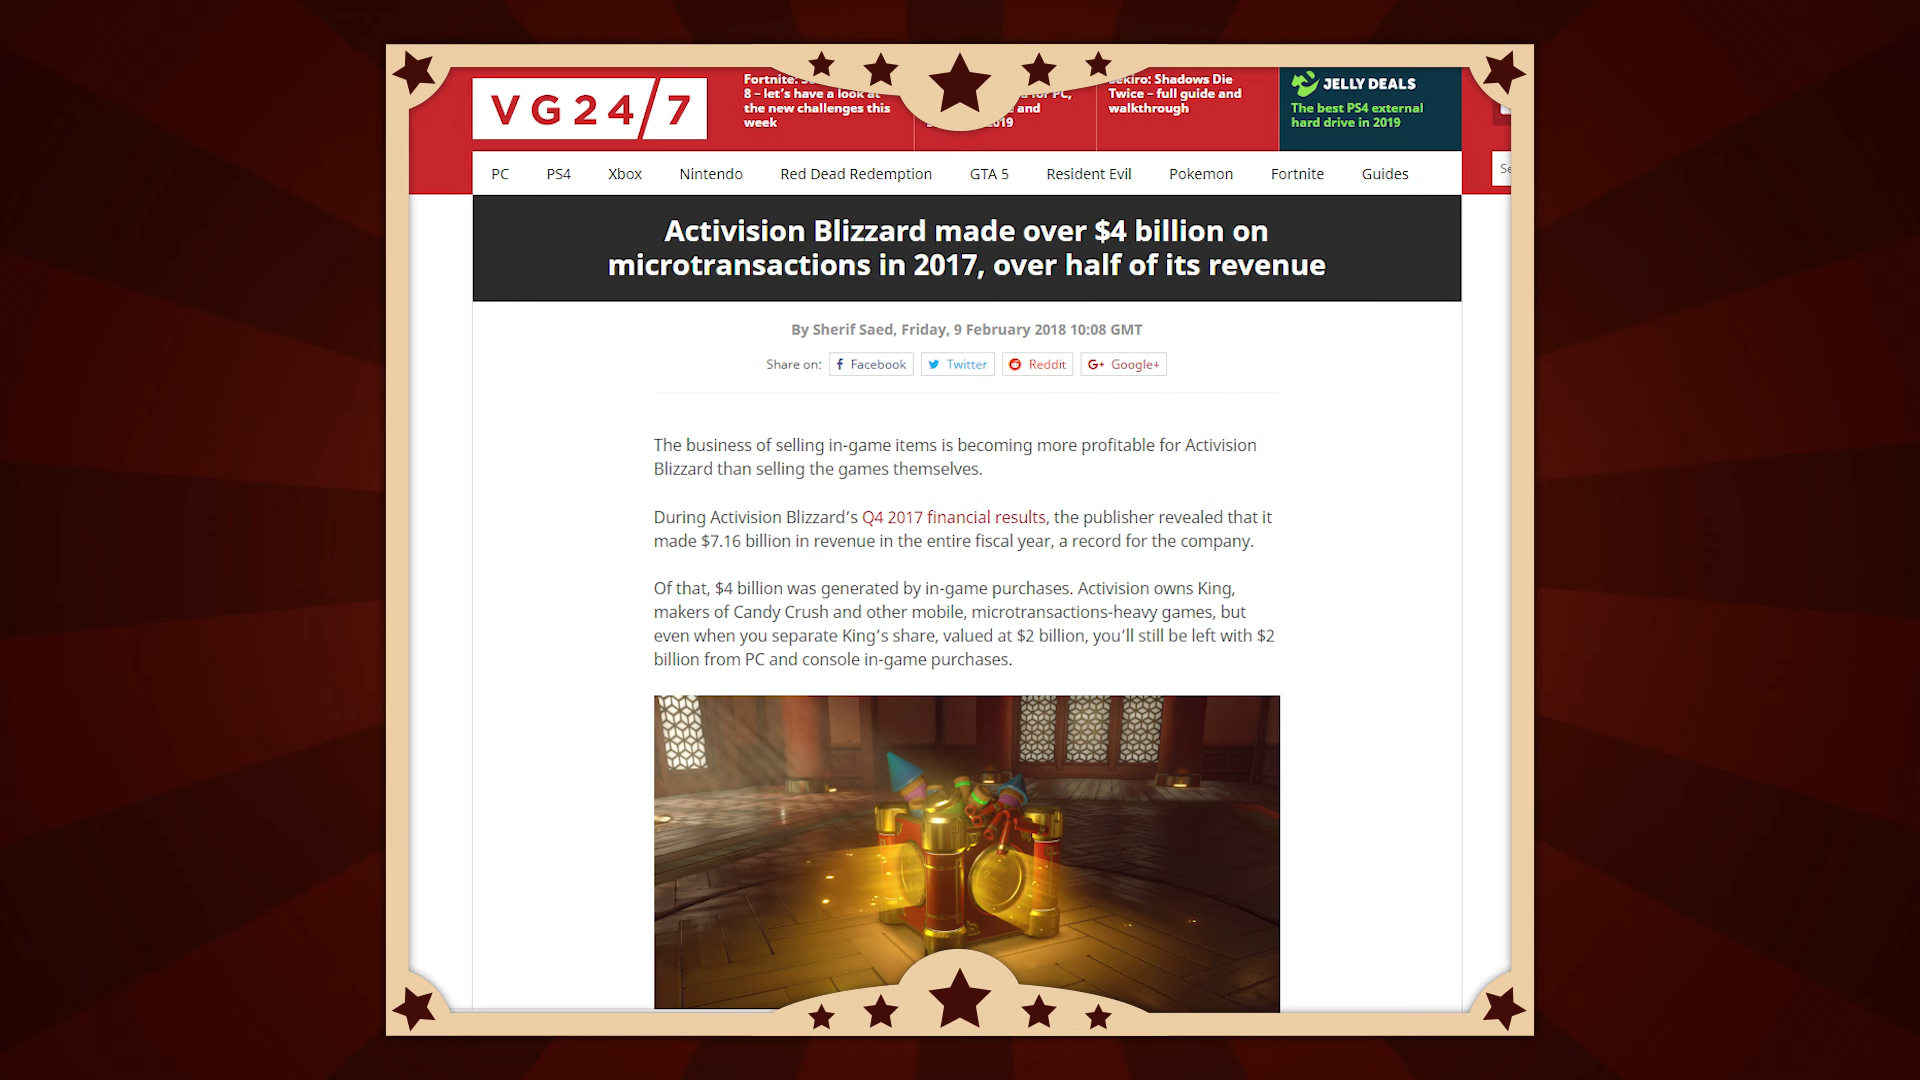 VG24/7
Fortnite:
8 – let's have a look at
the new challenges this
week
for PC,
and
2019
Sekiro: Shadows Die
Twice – full guide and
walkthrough
JELLY DEALS
The best PS4 external
hard drive in 2019
PC PS4 Xbox Nintendo Red Dead Redemption GTA 5 Resident Evil Pokemon Fortnite Guides
Activision Blizzard made over $4 billion on
microtransactions in 2017, over half of its revenue
By Sherif Saed, Friday, 9 February 2018 10:08 GMT
Share on: Facebook Twitter Reddit Google+
The business of selling in-game items is becoming more profitable for Activision
Blizzard than selling the games themselves.
During Activision Blizzard's Q4 2017 financial results, the publisher revealed that it
made $7.16 billion in revenue in the entire fiscal year, a record for the company.
Of that, $4 billion was generated by in-game purchases. Activision owns King,
makers of Candy Crush and other mobile, microtransactions-heavy games, but
even when you separate King's share, valued at $2 billion, you'll still be left with $2
billion from PC and console in-game purchases.